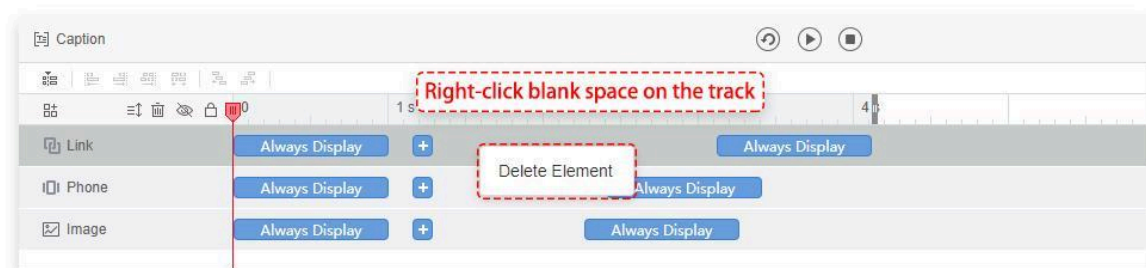 Caption
Right-click blank space on the track
0 1 s 4
Link Always Display + Always Display
Delete Element
Phone Always Display + Always Display
Image Always Display + Always Display